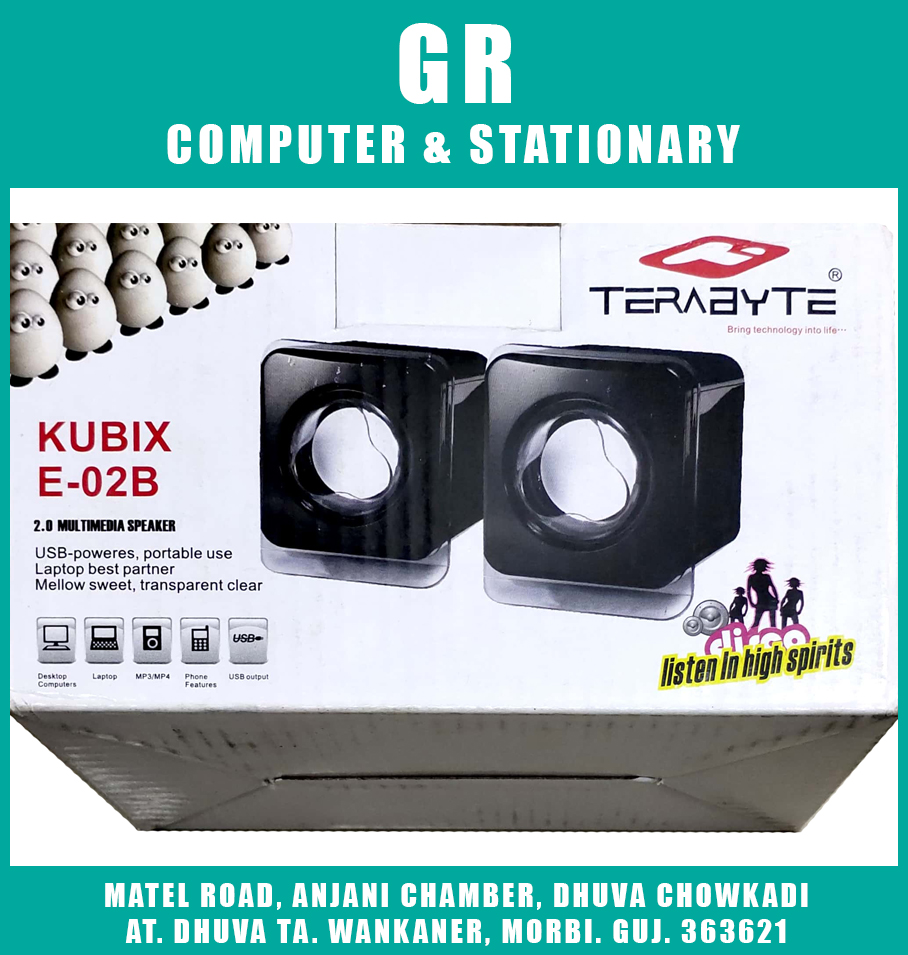 GR
COMPUTER & STATIONARY
TERABYTE®
Bring technology into life...
KUBIX
E-02B
2.0 MULTIMEDIA SPEAKER
USB-poweres, portable use
Laptop best partner
Mellow sweet, transparent clear
USB
Desktop Computers
Laptop
MP3/MP4
Phone Features
USB output
disco
listen in high spirits
MATEL ROAD, ANJANI CHAMBER, DHUVA CHOWKADI
AT. DHUVA TA. WANKANER, MORBI. GUJ. 363621